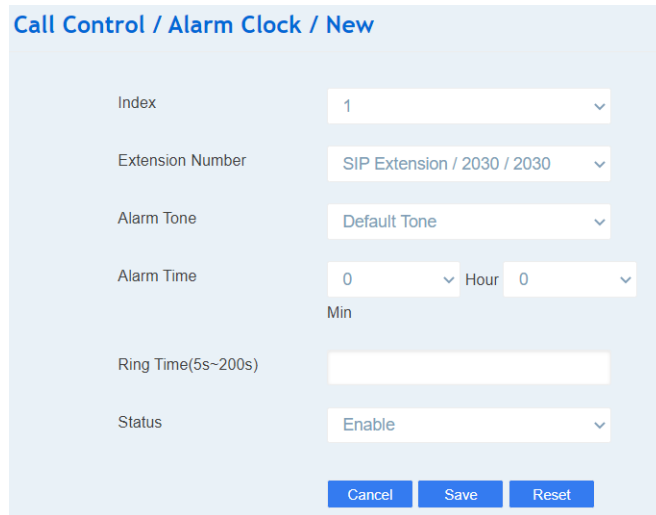 Call Control / Alarm Clock / New
Index 1
Extension Number SIP Extension / 2030 / 2030
Alarm Tone Default Tone
Alarm Time 0 Hour 0
Min
Ring Time(5s~200s)
Status Enable
Cancel Save Reset